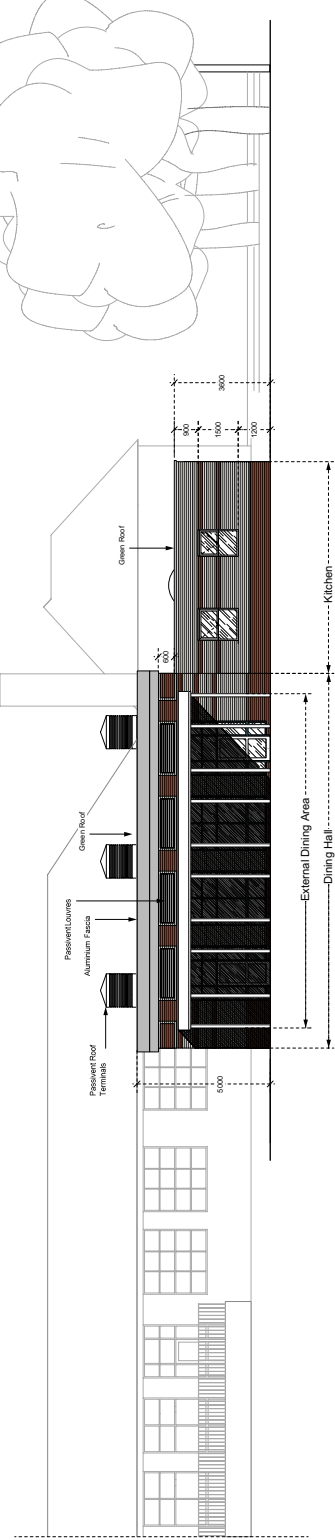 Passivent Roof
Terminals
Aluminium Fascia
Passivent Louvres
Green Roof
Green Roof
5000
600
900
1500
1200
3600
External Dining Area
Dining Hall
Kitchen